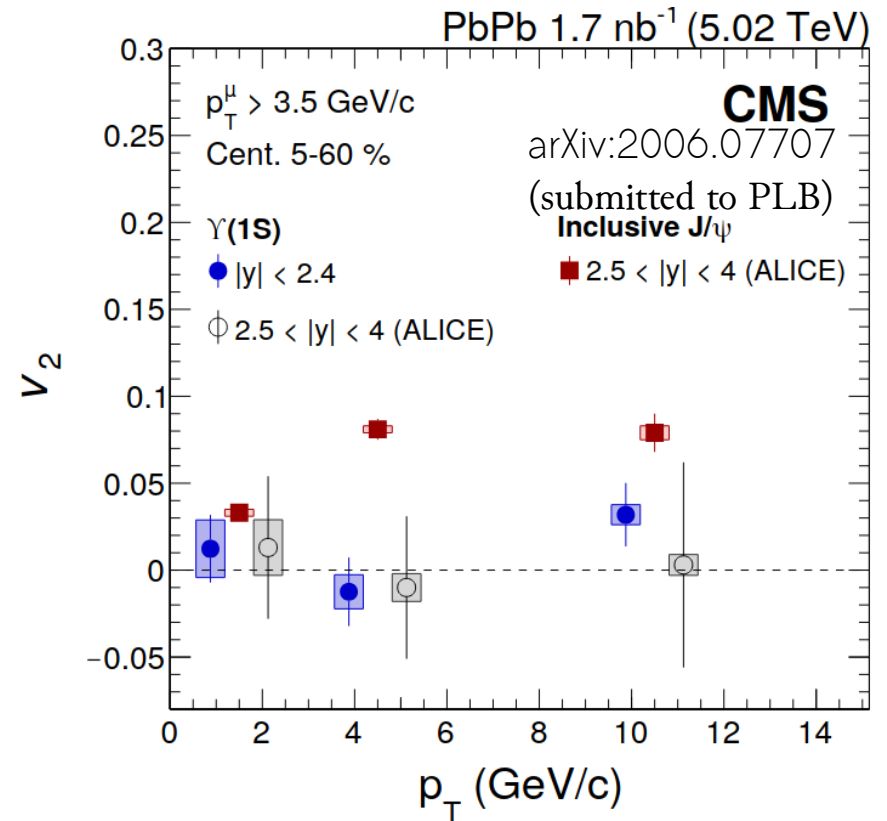 PbPb 1.7 nb⁻¹ (5.02 TeV)
0.3
0.25
0.2
0.15
0.1
0.05
0
−0.05
v₂
p_T^μ > 3.5 GeV/c
Cent. 5-60 %
CMS
arXiv:2006.07707
(submitted to PLB)
ϒ(1S)
|y| < 2.4
2.5 < |y| < 4 (ALICE)
Inclusive J/ψ
2.5 < |y| < 4 (ALICE)
0 2 4 6 8 10 12 14
p_T (GeV/c)